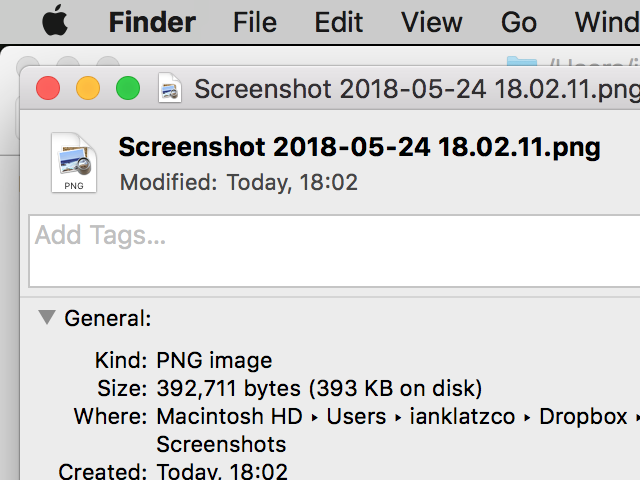 Finder File Edit View Go Wind
/Users/i
Screenshot 2018-05-24 18.02.11.png
Screenshot 2018-05-24 18.02.11.png
PNG
Modified: Today, 18:02
Add Tags...
General:
Kind: PNG image
Size: 392,711 bytes (393 KB on disk)
Where: Macintosh HD ▸ Users ▸ ianklatzco ▸ Dropbox ▸
Screenshots
Created: Today, 18:02